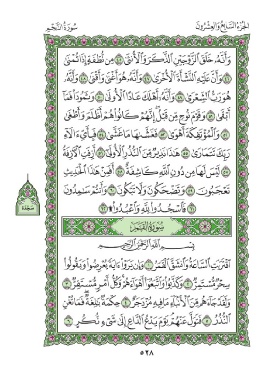 الجزء السابع والعشرون
سورة النجم
وَأَنَّهُ خَلَقَ ٱلزَّوْجَيْنِ ٱلذَّكَرَ وَٱلْأُنثَىٰ ٤٥ مِن نُّطْفَةٍ إِذَا تُمْنَىٰ
٤٦ وَأَنَّ عَلَيْهِ ٱلنَّشْأَةَ ٱلْأُخْرَىٰ ٤٧ وَأَنَّهُ هُوَ أَغْنَىٰ وَأَقْنَىٰ ٤٨ وَأَنَّهُ
هُوَ رَبُّ ٱلشِّعْرَىٰ ٤٩ وَأَنَّهُ أَهْلَكَ عَادًا ٱلْأُولَىٰ ٥٠ وَثَمُودَا۟ فَمَا
أَبْقَىٰ ٥١ وَقَوْمَ نُوحٍ مِّن قَبْلُ إِنَّهُمْ كَانُوا۟ هُمْ أَظْلَمَ وَأَطْغَىٰ
٥٢ وَٱلْمُؤْتَفِكَةَ أَهْوَىٰ ٥٣ فَغَشَّىٰهَا مَا غَشَّىٰ ٥٤ فَبِأَىِّ ءَالَآءِ
رَبِّكَ تَتَمَارَىٰ ٥٥ هَٰذَا نَذِيرٌ مِّنَ ٱلنُّذُرِ ٱلْأُولَىٰ ٥٦ أَزِفَتِ ٱلْءَازِفَةُ
٥٧ لَيْسَ لَهَا مِن دُونِ ٱللَّهِ كَاشِفَةٌ ٥٨ أَفَمِنْ هَٰذَا ٱلْحَدِيثِ
تَعْجَبُونَ ٥٩ وَتَضْحَكُونَ وَلَا تَبْكُونَ ٦٠ وَأَنتُمْ سَٰمِدُونَ
٦١ فَٱسْجُدُوا۟ لِلَّهِ وَٱعْبُدُوا۟ ۩ ٦٢
سجدة
سورة القمر
بِسْمِ ٱللَّهِ ٱلرَّحْمَٰنِ ٱلرَّحِيمِ
ٱقْتَرَبَتِ ٱلسَّاعَةُ وَٱنشَقَّ ٱلْقَمَرُ ١ وَإِن يَرَوْا۟ ءَايَةً يُعْرِضُوا۟ وَيَقُولُوا۟
سِحْرٌ مُّسْتَمِرٌّ ٢ وَكَذَّبُوا۟ وَٱتَّبَعُوٓا۟ أَهْوَآءَهُمْ وَكُلُّ أَمْرٍ مُّسْتَقِرٌّ ٣
وَلَقَدْ جَآءَهُم مِّنَ ٱلْأَنۢبَآءِ مَا فِيهِ مُزْدَجَرٌ ٤ حِكْمَةٌۢ بَٰلِغَةٌ فَمَا تُغْنِ
ٱلنُّذُرُ ٥ فَتَوَلَّ عَنْهُمْ يَوْمَ يَدْعُ ٱلدَّاعِ إِلَىٰ شَىْءٍ نُّكُرٍ ٦
٥٢٨